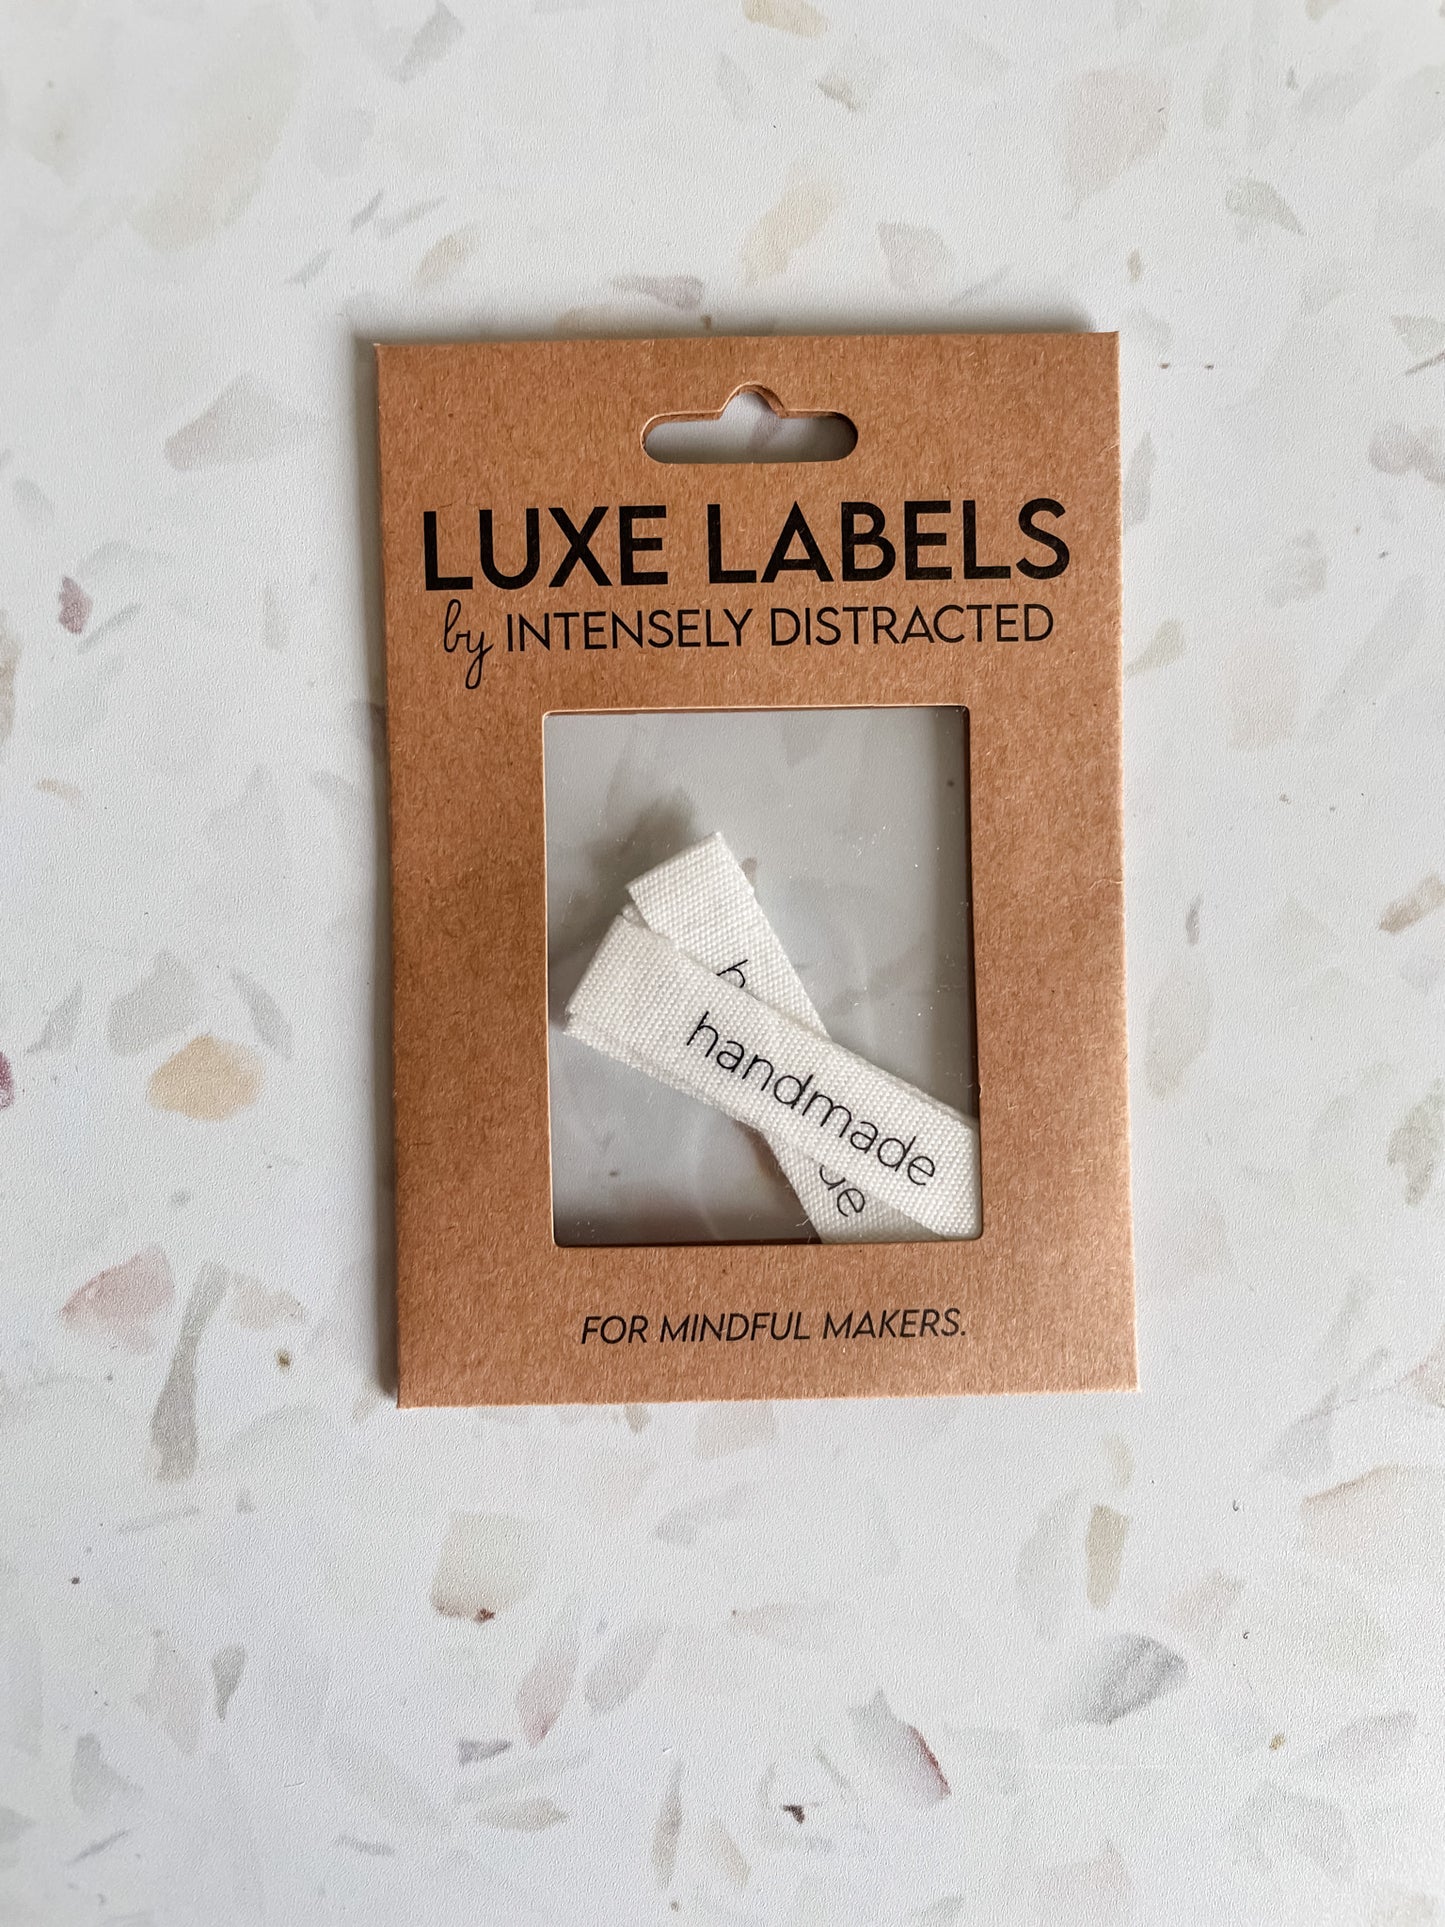 LUXE LABELS
by INTENSELY DISTRACTED
handmade
FOR MINDFUL MAKERS.